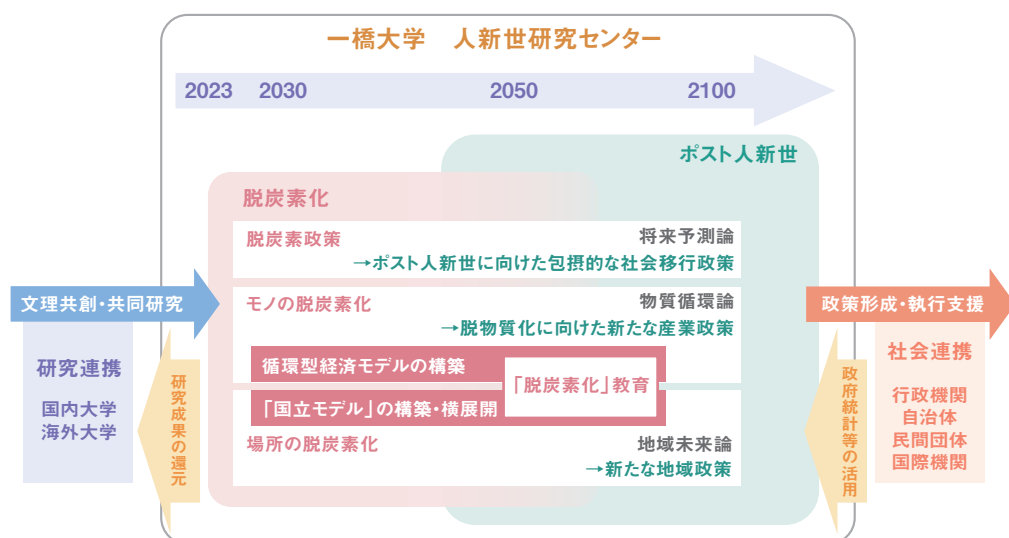 一橋大学 人新世研究センター
2023 2030 2050 2100
ポスト人新世
脱炭素化
脱炭素政策
将来予測論
→ポスト人新世に向けた包摂的な社会移行政策
文理共創・共同研究
モノの脱炭素化
物質循環論
→脱物質化に向けた新たな産業政策
政策形成・執行支援
研究連携
国内大学
海外大学
研究成果の還元
循環型経済モデルの構築
「国立モデル」の構築・横展開
「脱炭素化」教育
場所の脱炭素化
地域未来論
→新たな地域政策
政府統計等の活用
社会連携
行政機関
自治体
民間団体
国際機関